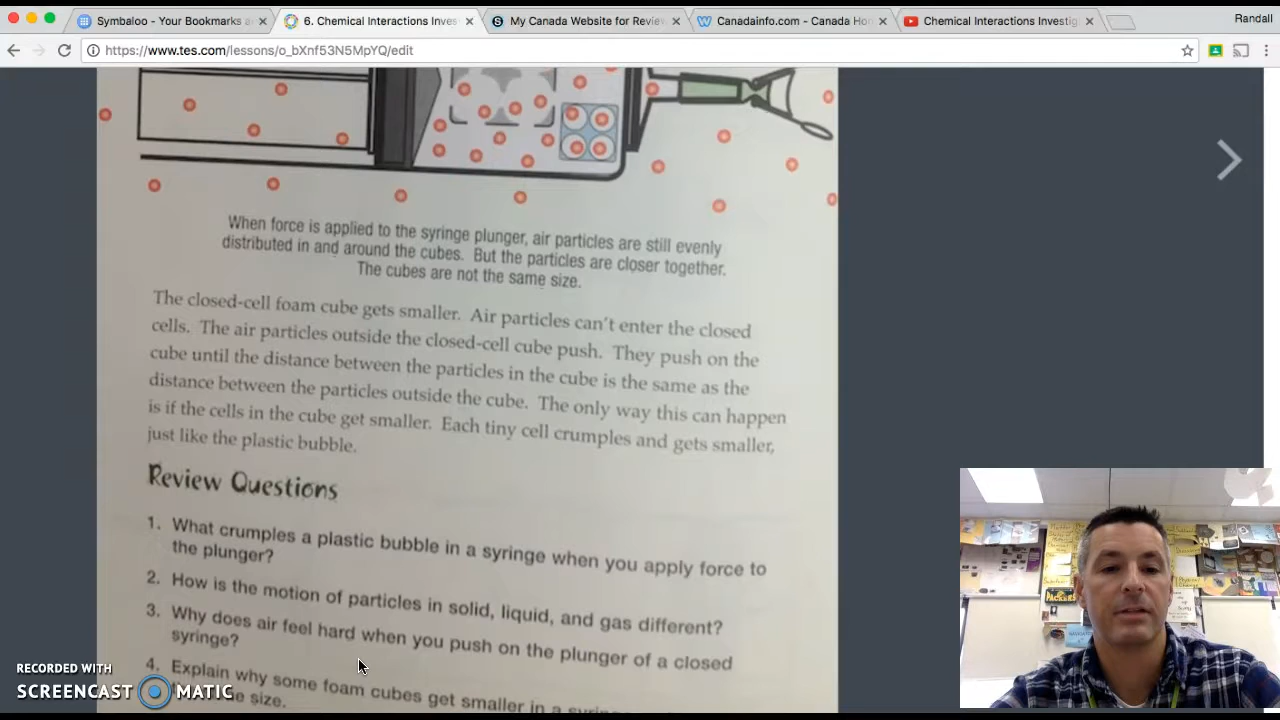 Symbaloo - Your Bookmarks a
6. Chemical Interactions Inves
My Canada Website for Review
Canadainfo.com - Canada Hom
Chemical Interactions Investig
Randall
https://www.tes.com/lessons/o_bXnf53N5MpYQ/edit
When force is applied to the syringe plunger, air particles are still evenly
distributed in and around the cubes. But the particles are closer together.
The cubes are not the same size.
The closed-cell foam cube gets smaller. Air particles can't enter the closed
cells. The air particles outside the closed-cell cube push. They push on the
cube until the distance between the particles in the cube is the same as the
distance between the particles outside the cube. The only way this can happen
is if the cells in the cube get smaller. Each tiny cell crumples and gets smaller,
just like the plastic bubble.
Review Questions
1. What crumples a plastic bubble in a syringe when you apply force to
the plunger?
2. How is the motion of particles in solid, liquid, and gas different?
3. Why does air feel hard when you push on the plunger of a closed
syringe?
4. Explain why some foam cubes get smaller in a
size.
RECORDED WITH
SCREENCAST MATIC
PACKERS